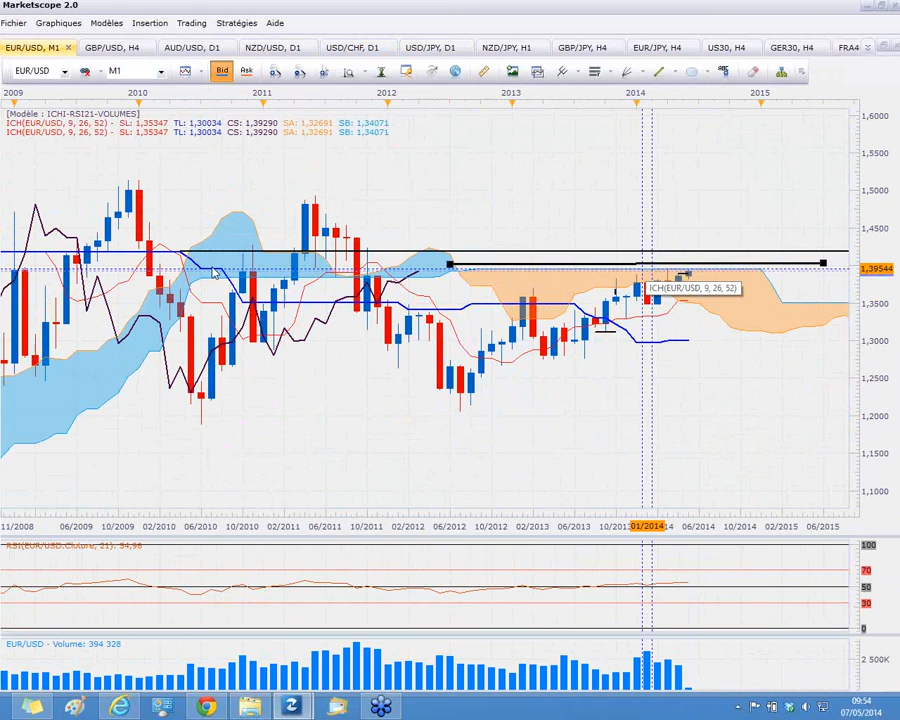 Marketscope 2.0
Fichier Graphiques Modèles Insertion Trading Stratégies Aide
EUR/USD, M1 GBP/USD, H4 AUD/USD, D1 NZD/USD, D1 USD/CHF, D1 USD/JPY, D1 NZD/JPY, H1 GBP/JPY, H4 EUR/JPY, H4 US30, H4 GER30, H4 FRA4
EUR/USD M1 Bid Ask
2009 2010 2011 2012 2013 2014 2015
[Modèle : ICHI-RSI21-VOLUMES]
ICH(EUR/USD, 9, 26, 52) - SL: 1,35347 TL: 1,30034 CS: 1,39290 SA: 1,32691 SB: 1,34071
ICH(EUR/USD, 9, 26, 52) - SL: 1,35347 TL: 1,30034 CS: 1,39290 SA: 1,32691 SB: 1,34071
1,6000
1,5500
1,5000
1,4500
1,39544
ICH(EUR/USD, 9, 26, 52)
1,3500
1,3000
1,2500
1,2000
1,1500
1,1000
11/2008 06/2009 10/2009 02/2010 06/2010 10/2010 02/2011 06/2011 10/2011 02/2012 06/2012 10/2012 02/2013 06/2013 10/2013 01/2014 06/2014 10/2014 02/2015 06/2015
RSI(EUR/USD.Clôture, 21): 54,96
100
70
50
30
0
EUR/USD - Volume: 394 328
2 500K
09:54
07/05/2014